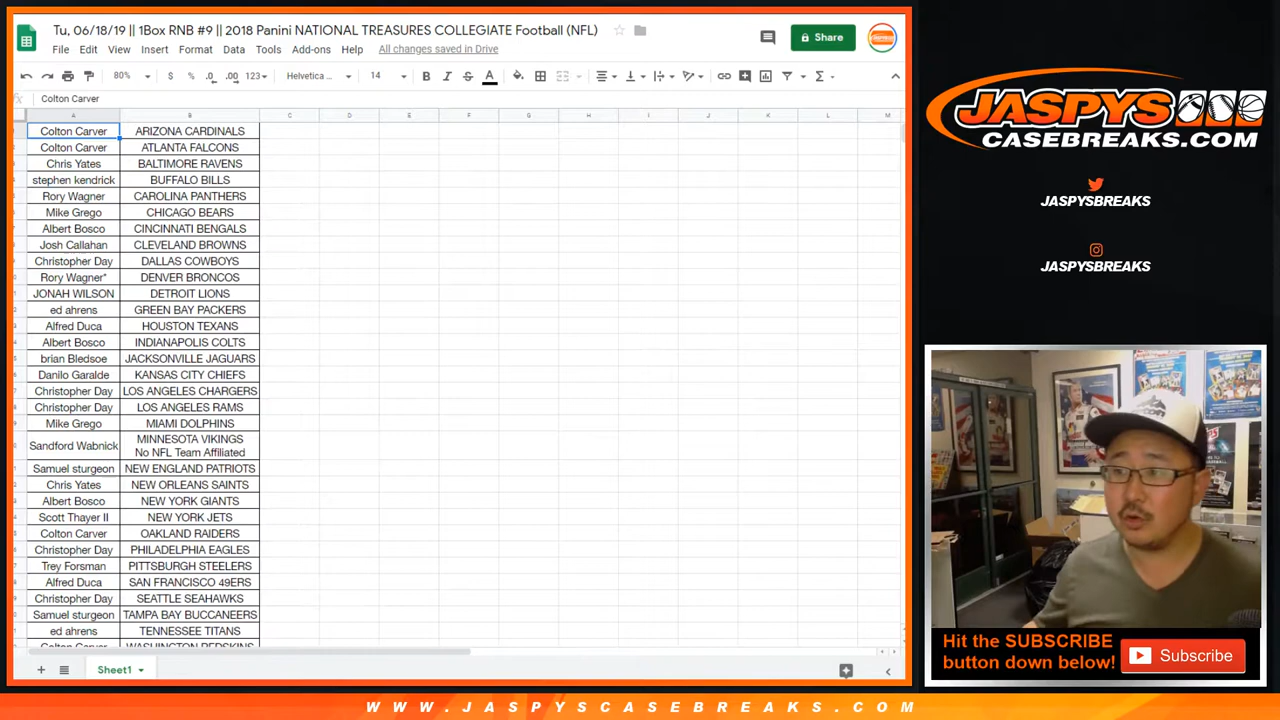 Tu, 06/18/19 || 1Box RNB #9 || 2018 Panini NATIONAL TREASURES COLLEGIATE Football (NFL)
File Edit View Insert Format Data Tools Add-ons Help All changes saved in Drive
Share
80% $ % .0 .00 123 Helvetica ... 14 B I S A
fx Colton Carver
A B C D E F G H I J K L M
Colton Carver ARIZONA CARDINALS
Colton Carver ATLANTA FALCONS
Chris Yates BALTIMORE RAVENS
stephen kendrick BUFFALO BILLS
Rory Wagner CAROLINA PANTHERS
Mike Grego CHICAGO BEARS
Albert Bosco CINCINNATI BENGALS
Josh Callahan CLEVELAND BROWNS
Christopher Day DALLAS COWBOYS
Rory Wagner* DENVER BRONCOS
JONAH WILSON DETROIT LIONS
ed ahrens GREEN BAY PACKERS
Alfred Duca HOUSTON TEXANS
Albert Bosco INDIANAPOLIS COLTS
brian Bledsoe JACKSONVILLE JAGUARS
Danilo Garalde KANSAS CITY CHIEFS
Christopher Day LOS ANGELES CHARGERS
Christopher Day LOS ANGELES RAMS
Mike Grego MIAMI DOLPHINS
Sandford Wabnick MINNESOTA VIKINGS
No NFL Team Affiliated
Samuel sturgeon NEW ENGLAND PATRIOTS
Chris Yates NEW ORLEANS SAINTS
Albert Bosco NEW YORK GIANTS
Scott Thayer II NEW YORK JETS
Colton Carver OAKLAND RAIDERS
Christopher Day PHILADELPHIA EAGLES
Trey Forsman PITTSBURGH STEELERS
Alfred Duca SAN FRANCISCO 49ERS
Christopher Day SEATTLE SEAHAWKS
Samuel sturgeon TAMPA BAY BUCCANEERS
ed ahrens TENNESSEE TITANS
Colton Carver WASHINGTON REDSKINS
Sheet1
JASPYS
CASEBREAKS.COM
JASPYSBREAKS
JASPYSBREAKS
Hit the SUBSCRIBE
button down below!
Subscribe
WWW.JASPYSCASEBREAKS.COM